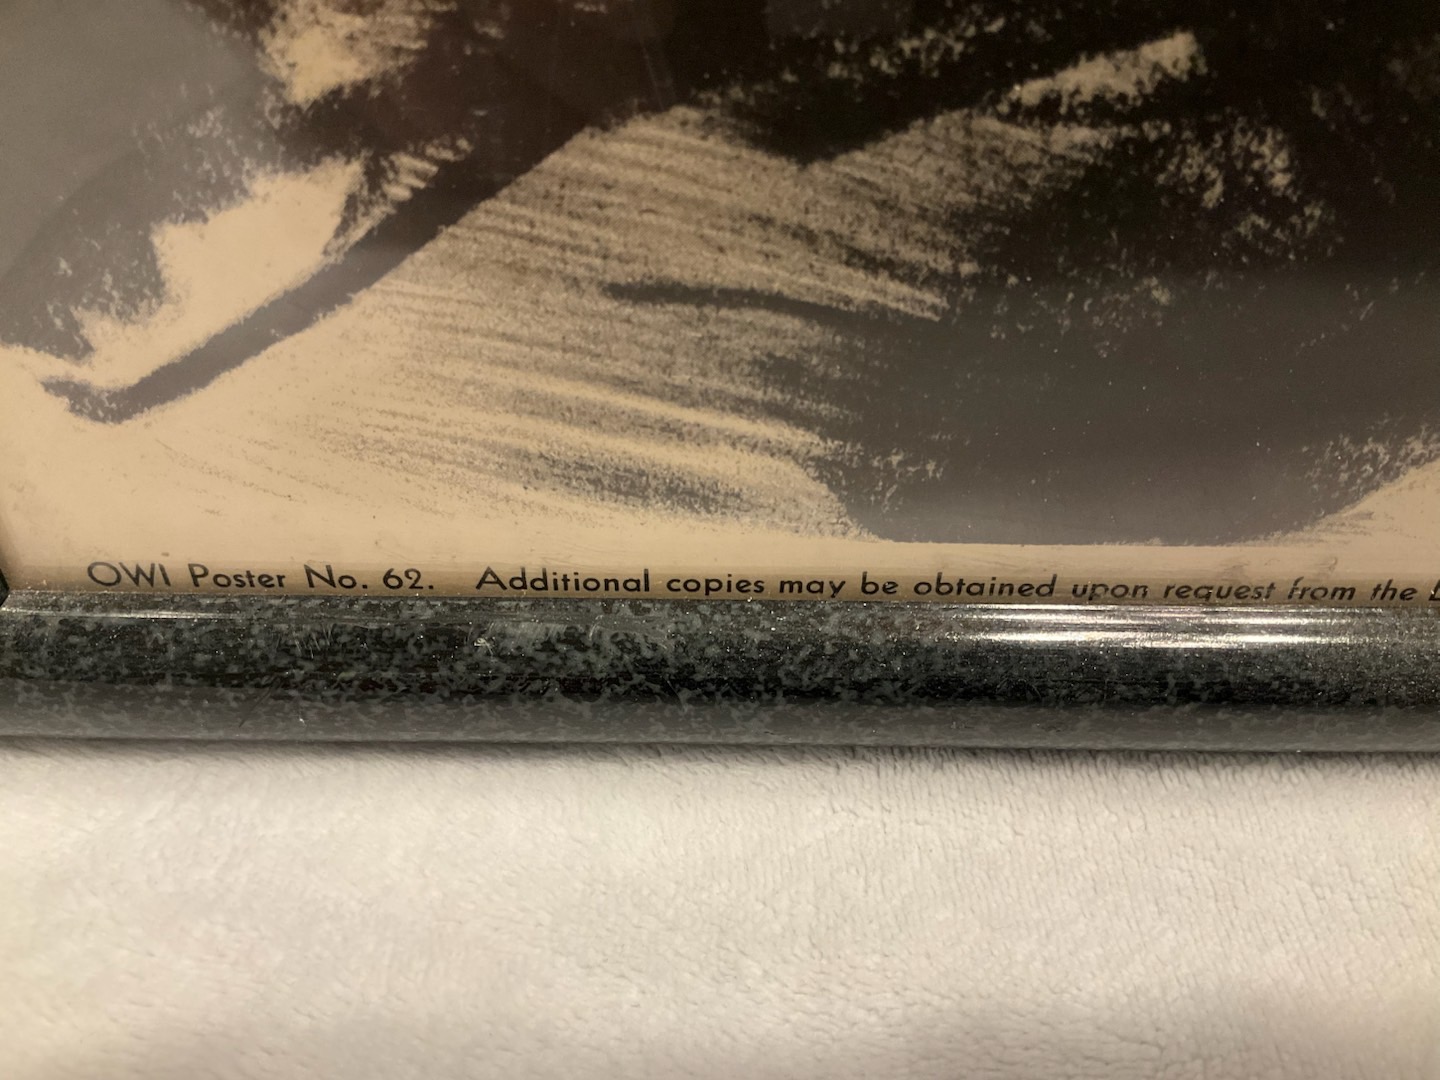 OWI Poster No. 62. Additional copies may be obtained upon request from the